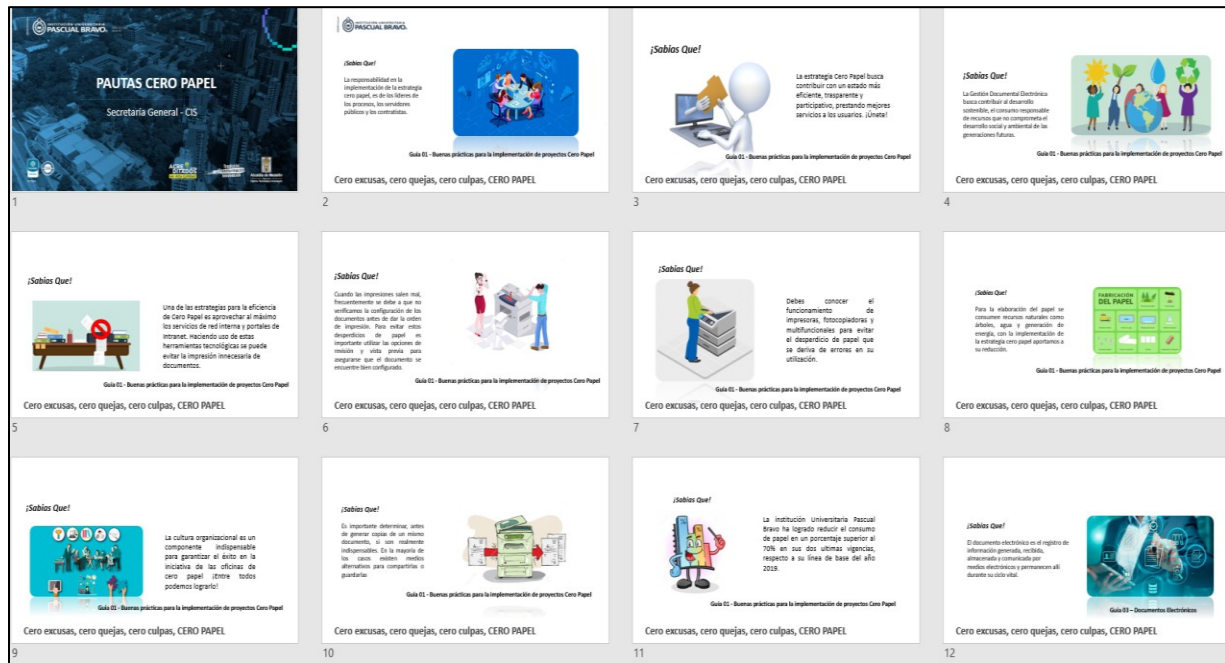 INSTITUCIÓN UNIVERSITARIA
PASCUAL BRAVO
PAUTAS CERO PAPEL
Secretaría General - CIS
ACRE
DITADOS
EN ALTA CALIDAD
Alcaldía de Medellín
1
INSTITUCIÓN UNIVERSITARIA
PASCUAL BRAVO
¡Sabías Que!
La responsabilidad en la
implementación de la estrategia
cero papel, es de los líderes de
los procesos, los servidores
públicos y los contratistas.
Guía 01 - Buenas prácticas para la implementación de proyectos Cero Papel
Cero excusas, cero quejas, cero culpas, CERO PAPEL
2
¡Sabías Que!
La estrategia Cero Papel busca
contribuir con un estado más
eficiente, trasparente y
participativo, prestando mejores
servicios a los usuarios. ¡Únete!
Guía 01 - Buenas prácticas para la implementación de proyectos Cero Papel
Cero excusas, cero quejas, cero culpas, CERO PAPEL
3
¡Sabías Que!
La Gestión Documental Electrónica
busca contribuir al desarrollo
sostenible, el consumo responsable
de recursos que no comprometa el
desarrollo social y ambiental de las
generaciones futuras.
Guía 01 - Buenas prácticas para la implementación de proyectos Cero Papel
Cero excusas, cero quejas, cero culpas, CERO PAPEL
4
¡Sabías Que!
Una de las estrategias para la eficiencia
de Cero Papel es aprovechar al máximo
los servicios de red interna y portales de
intranet. Haciendo uso de estas
herramientas tecnológicas se puede
evitar la impresión innecesaria de
documentos.
Guía 01 - Buenas prácticas para la implementación de proyectos Cero Papel
Cero excusas, cero quejas, cero culpas, CERO PAPEL
5
¡Sabías Que!
Cuando las impresiones salen mal,
frecuentemente se debe a que no
verificamos la configuración de los
documentos antes de dar la orden
de impresión. Para evitar estos
desperdicios de papel es
importante utilizar las opciones de
revisión y vista previa para
asegurarse que el documento se
encuentre bien configurado.
Guía 01 - Buenas prácticas para la implementación de proyectos Cero Papel
Cero excusas, cero quejas, cero culpas, CERO PAPEL
6
¡Sabías Que!
Debes conocer el
funcionamiento de
impresoras, fotocopiadoras y
multifuncionales para evitar
el desperdicio de papel que
se deriva de errores en su
utilización.
Guía 01 - Buenas prácticas para la implementación de proyectos Cero Papel
Cero excusas, cero quejas, cero culpas, CERO PAPEL
7
¡Sabías Que!
Para la elaboración del papel se
consumen recursos naturales como
árboles, agua y generación de
energía, con la implementación de
la estrategia cero papel aportamos a
su reducción.
FABRICACIÓN
DEL PAPEL
Guía 01 - Buenas prácticas para la implementación de proyectos Cero Papel
Cero excusas, cero quejas, cero culpas, CERO PAPEL
8
¡Sabías Que!
La cultura organizacional es un
componente indispensable
para garantizar el éxito en la
iniciativa de las oficinas de
cero papel ¡Entre todos
podemos lograrlo!
Guía 01 - Buenas prácticas para la implementación de proyectos Cero Papel
Cero excusas, cero quejas, cero culpas, CERO PAPEL
9
¡Sabías Que!
Es importante determinar, antes
de generar copias de un mismo
documento, si son realmente
indispensables. En la mayoría de
los casos existen medios
alternativos para compartirlas o
guardarlas
Guía 01 - Buenas prácticas para la implementación de proyectos Cero Papel
Cero excusas, cero quejas, cero culpas, CERO PAPEL
10
¡Sabías Que!
La institución Universitaria Pascual
Bravo ha logrado reducir el consumo
de papel en un porcentaje superior al
70% en sus dos ultimas vigencias,
respecto a su línea de base del año
2019.
Guía 01 - Buenas prácticas para la implementación de proyectos Cero Papel
Cero excusas, cero quejas, cero culpas, CERO PAPEL
11
¡Sabías Que!
El documento electrónico es el registro de
información generada, recibida,
almacenada y comunicada por
medios electrónicos y permanecen allí
durante su ciclo vital.
Guía 03 – Documentos Electrónicos
Cero excusas, cero quejas, cero culpas, CERO PAPEL
12